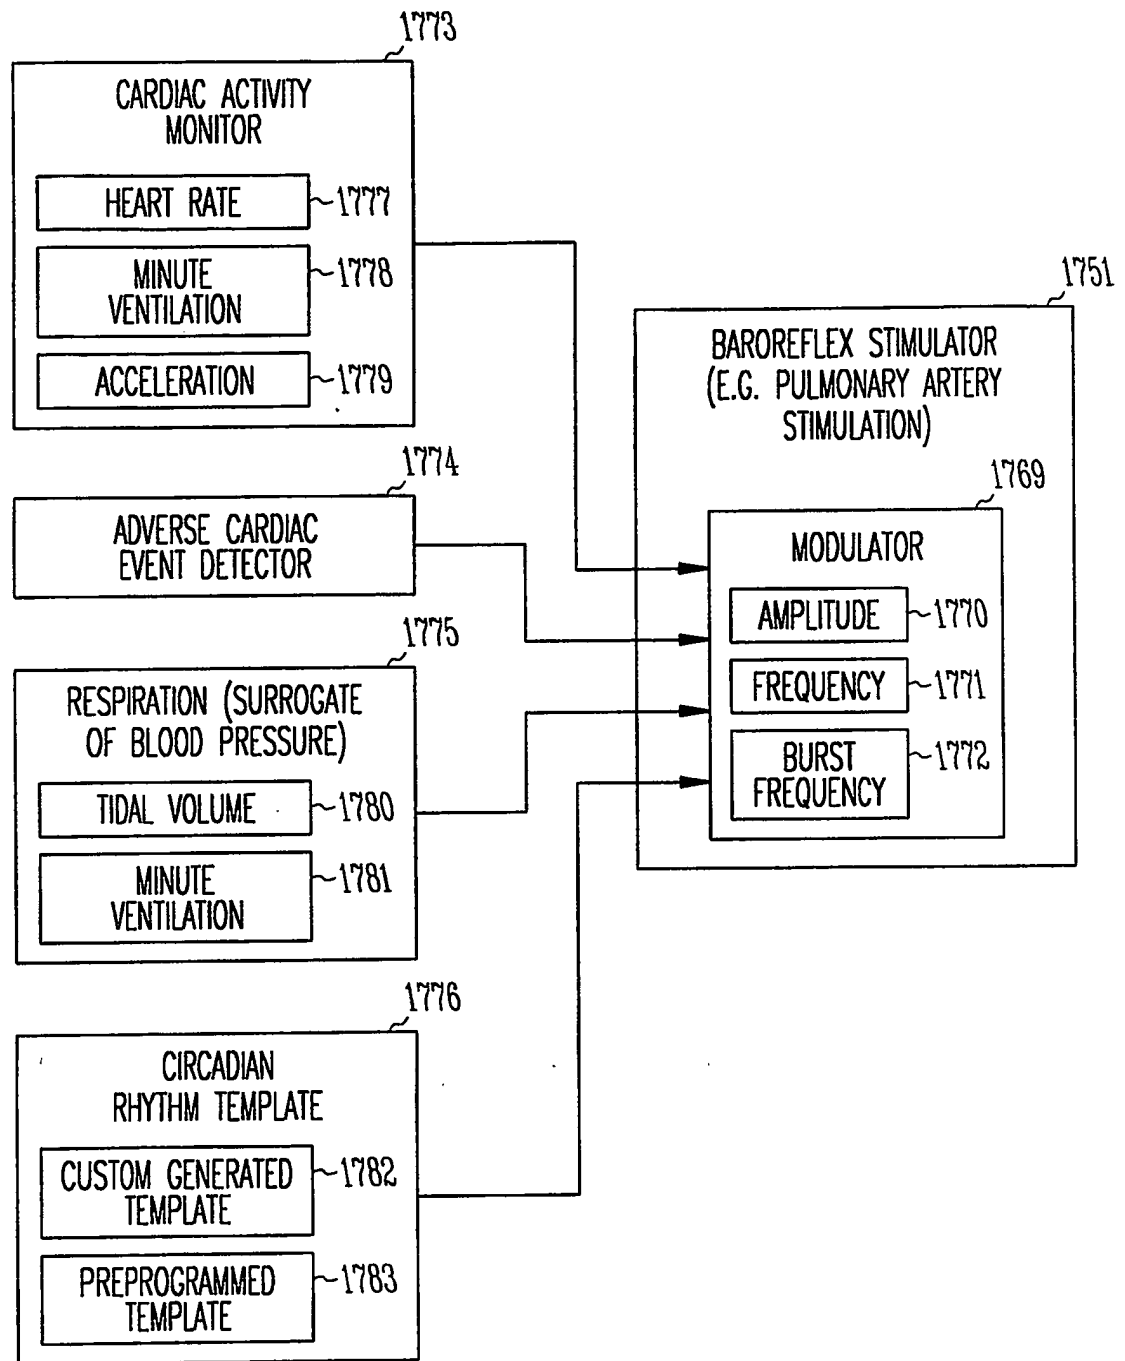 1773
CARDIAC ACTIVITY
MONITOR
HEART RATE
1777
MINUTE
VENTILATION
1778
ACCELERATION
1779
1774
ADVERSE CARDIAC
EVENT DETECTOR
1775
RESPIRATION (SURROGATE
OF BLOOD PRESSURE)
TIDAL VOLUME
1780
MINUTE
VENTILATION
1781
1776
CIRCADIAN
RHYTHM TEMPLATE
CUSTOM GENERATED
TEMPLATE
1782
PREPROGRAMMED
TEMPLATE
1783
1751
BAROREFLEX STIMULATOR
(E.G. PULMONARY ARTERY
STIMULATION)
1769
MODULATOR
AMPLITUDE
1770
FREQUENCY
1771
BURST
FREQUENCY
1772